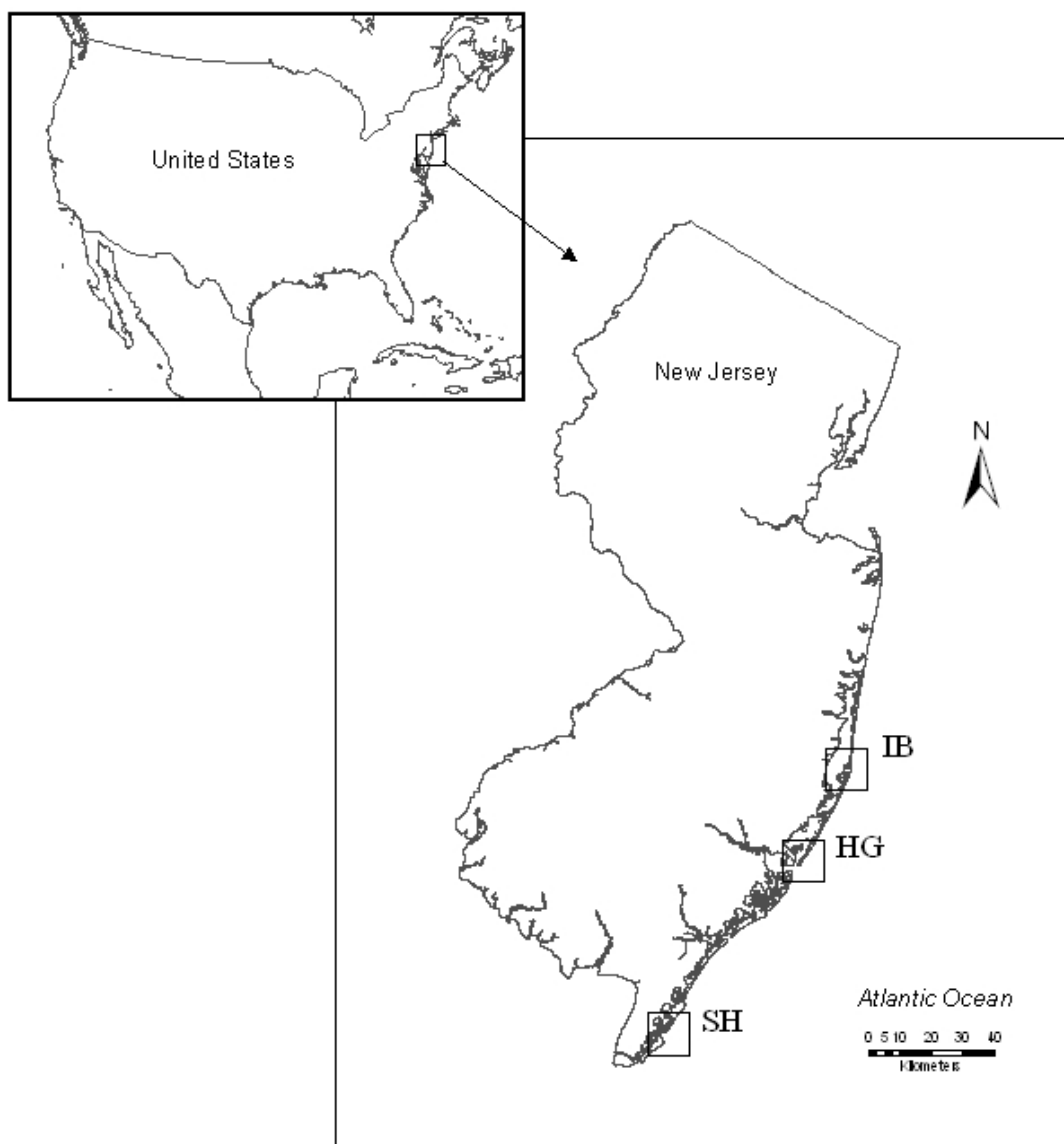 United States
New Jersey
N
IB
HG
SH
Atlantic Ocean
0 5 10 20 30 40
Kilometers